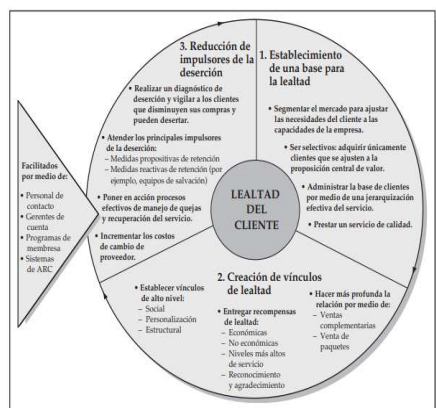 3. Reducción de
impulsores de la
deserción
• Realizar un diagnóstico de
deserción y vigilar a los clientes
que disminuyen sus compras y
pueden desertar.
• Atender los principales impulsores
de la deserción:
– Medidas propositivas de retención
– Medidas reactivas de retención (por
ejemplo, equipos de salvación)
• Poner en acción procesos
efectivos de manejo de quejas
y recuperación del servicio.
• Incrementar los costos
de cambio de
proveedor.
1. Establecimiento
de una base para
la lealtad
• Segmentar el mercado para ajustar
las necesidades del cliente a las
capacidades de la empresa.
• Ser selectivos: adquirir únicamente
clientes que se ajusten a la
proposición central de valor.
• Administrar la base de clientes
por medio de una jerarquización
efectiva del servicio.
• Prestar un servicio de calidad.
Facilitados
por medio de:
• Personal de
contacto
• Gerentes de
cuenta
• Programas de
membresa
• Sistemas
de ARC
LEALTAD
DEL
CLIENTE
2. Creación de vínculos
de lealtad
• Establecer vínculos
de alto nivel:
– Social
– Personalización
– Estructural
• Entregar recompensas
de lealtad:
– Económicas
– No económicas
– Niveles más altos
de servicio
– Reconocimiento
y agradecimiento
• Hacer más profunda la
relación por medio de:
– Ventas
complementarias
– Venta de
paquetes